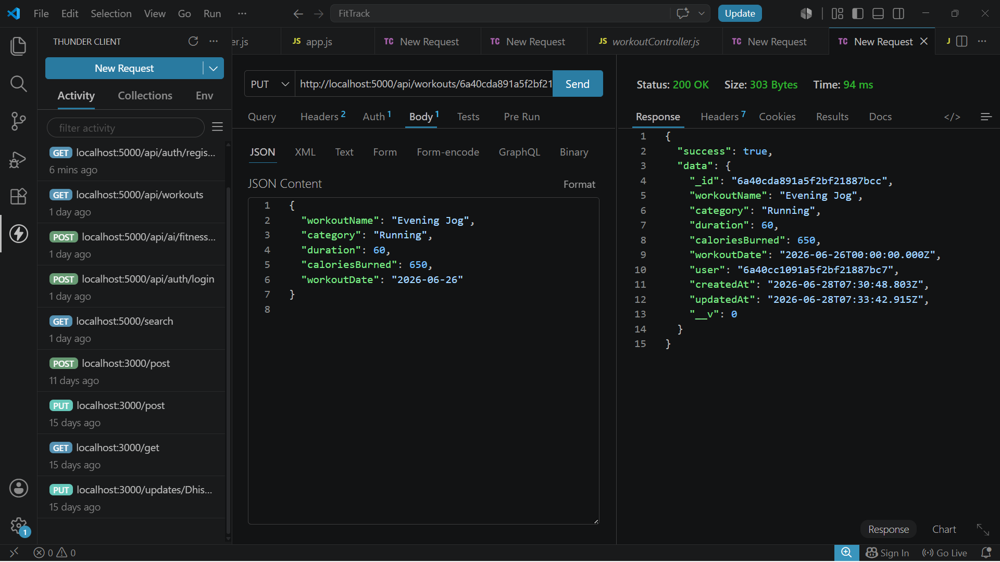 File Edit Selection View Go Run ···
FitTrack
Update
THUNDER CLIENT
er.js
JS app.js
TC New Request
TC New Request
JS workoutController.js
TC New Request
TC New Request
J
New Request
Activity Collections Env
filter activity
GET localhost:5000/api/auth/regis...
6 mins ago
GET localhost:5000/api/workouts
1 day ago
POST localhost:5000/api/ai/fitness...
1 day ago
POST localhost:5000/api/auth/login
1 day ago
GET localhost:5000/search
1 day ago
POST localhost:3000/post
11 days ago
PUT localhost:3000/post
15 days ago
GET localhost:3000/get
15 days ago
PUT localhost:3000/updates/Dhis...
15 days ago
1
PUT http://localhost:5000/api/workouts/6a40cda891a5f2bf21 Send
Query Headers 2 Auth 1 Body 1 Tests Pre Run
JSON XML Text Form Form-encode GraphQL Binary
JSON Content Format
1 {
2 "workoutName": "Evening Jog",
3 "category": "Running",
4 "duration": 60,
5 "caloriesBurned": 650,
6 "workoutDate": "2026-06-26"
7 }
8
Status: 200 OK Size: 303 Bytes Time: 94 ms
Response Headers 7 Cookies Results Docs </>
1 {
2 "success": true,
3 "data": {
4 "_id": "6a40cda891a5f2bf21887bcc",
5 "workoutName": "Evening Jog",
6 "category": "Running",
7 "duration": 60,
8 "caloriesBurned": 650,
9 "workoutDate": "2026-06-26T00:00:00.000Z",
10 "user": "6a40cc1091a5f2bf21887bc7",
11 "createdAt": "2026-06-28T07:30:48.803Z",
12 "updatedAt": "2026-06-28T07:33:42.915Z",
13 "__v": 0
14 }
15 }
Response Chart
0 0
Sign In Go Live